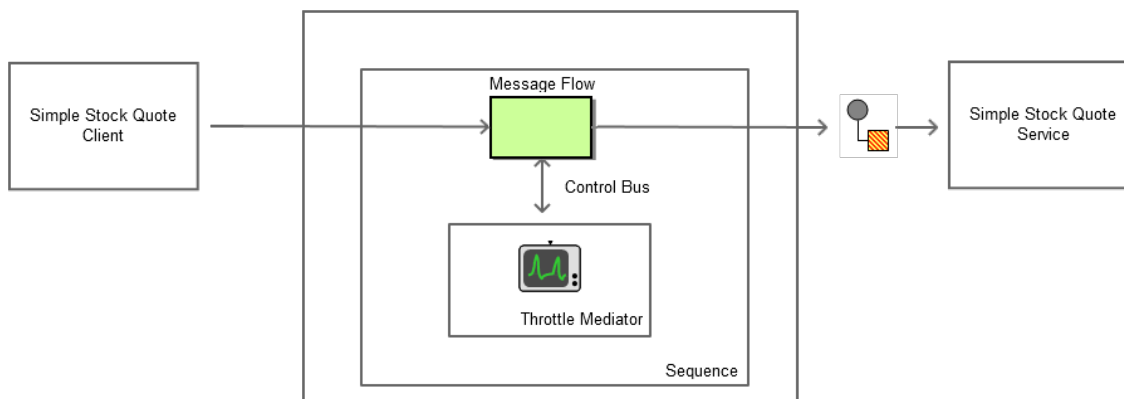 Simple Stock Quote
Client
Message Flow
Control Bus
Throttle Mediator
Sequence
Simple Stock Quote
Service